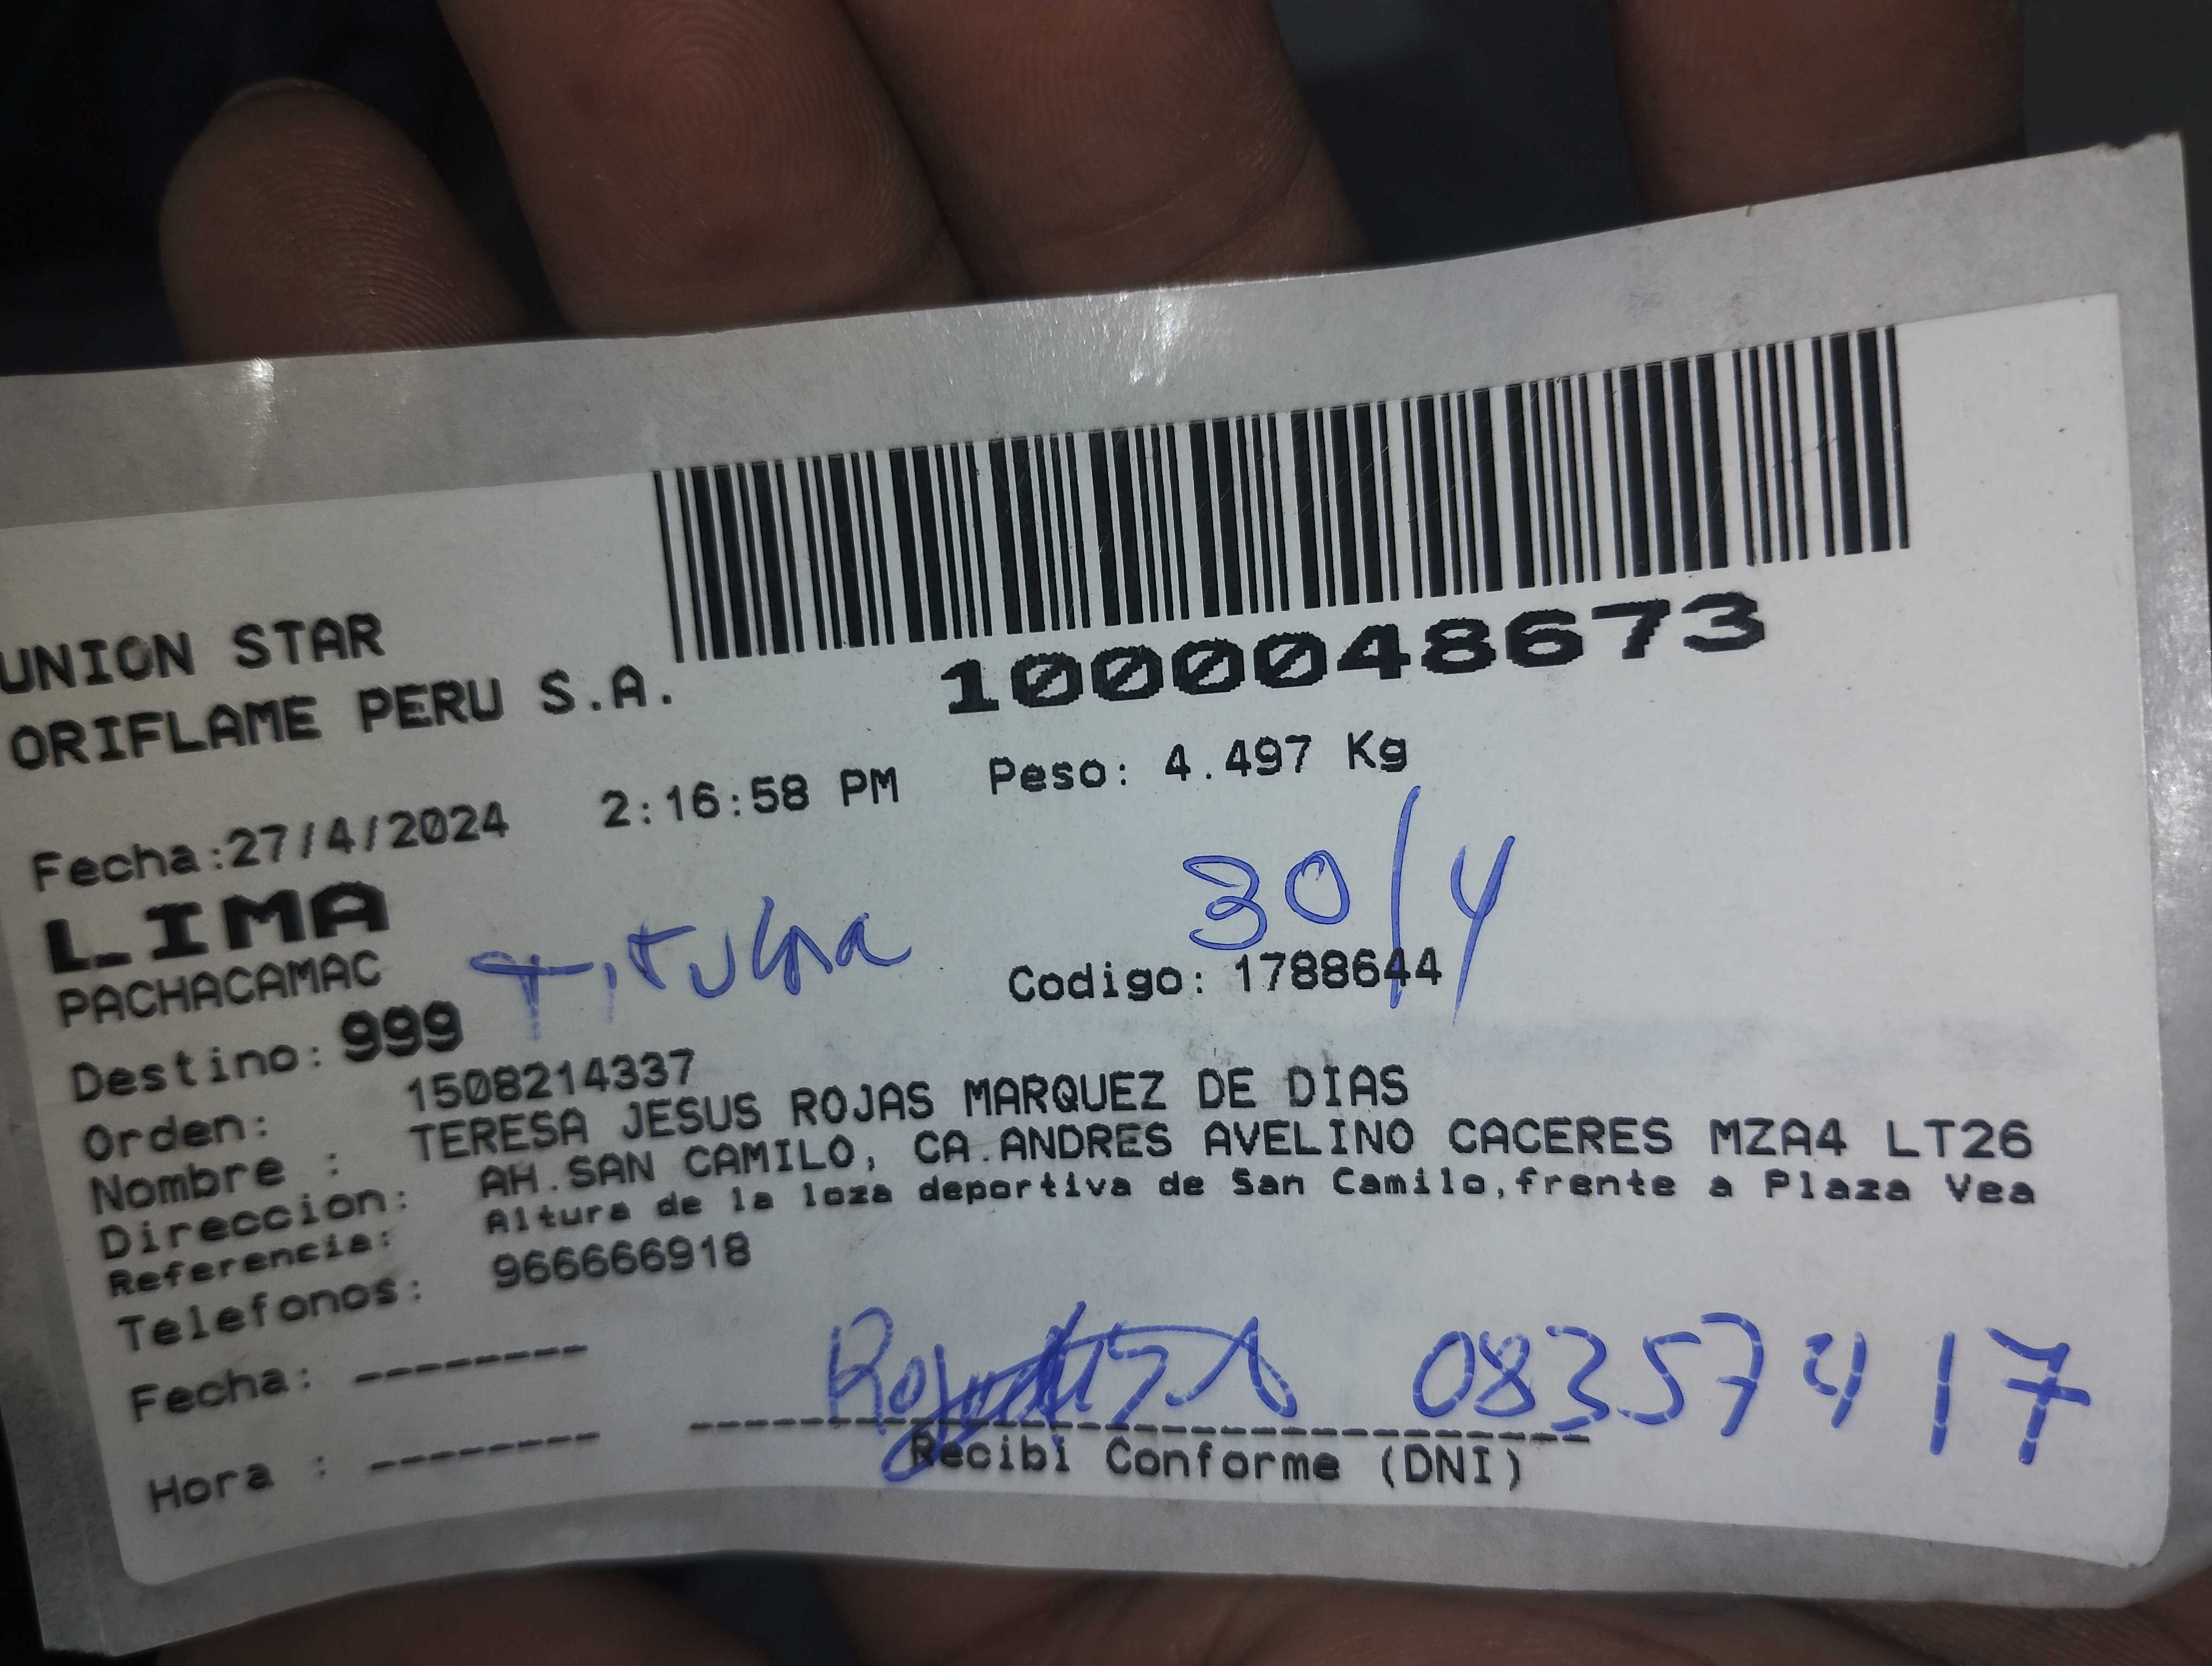 UNION STAR
ORIFLAME PERU S.A.
1000048673
Fecha:27/4/2024 2:16:58 PM Peso: 4.497 Kg
LIMA
30/4
PACHACAMAC
Codigo: 1788644
Destino: 999
Orden: 1508214337
Nombre : TERESA JESUS ROJAS MARQUEZ DE DIAS
Direccion: AH.SAN CAMILO, CA.ANDRES AVELINO CACERES MZA4 LT26
Referencia: Altura de la loza deportiva de San Camilo,frente a Plaza Vea
Telefonos: 966666918
Fecha: --------
08357417
Hora : --------
Recibi Conforme (DNI)